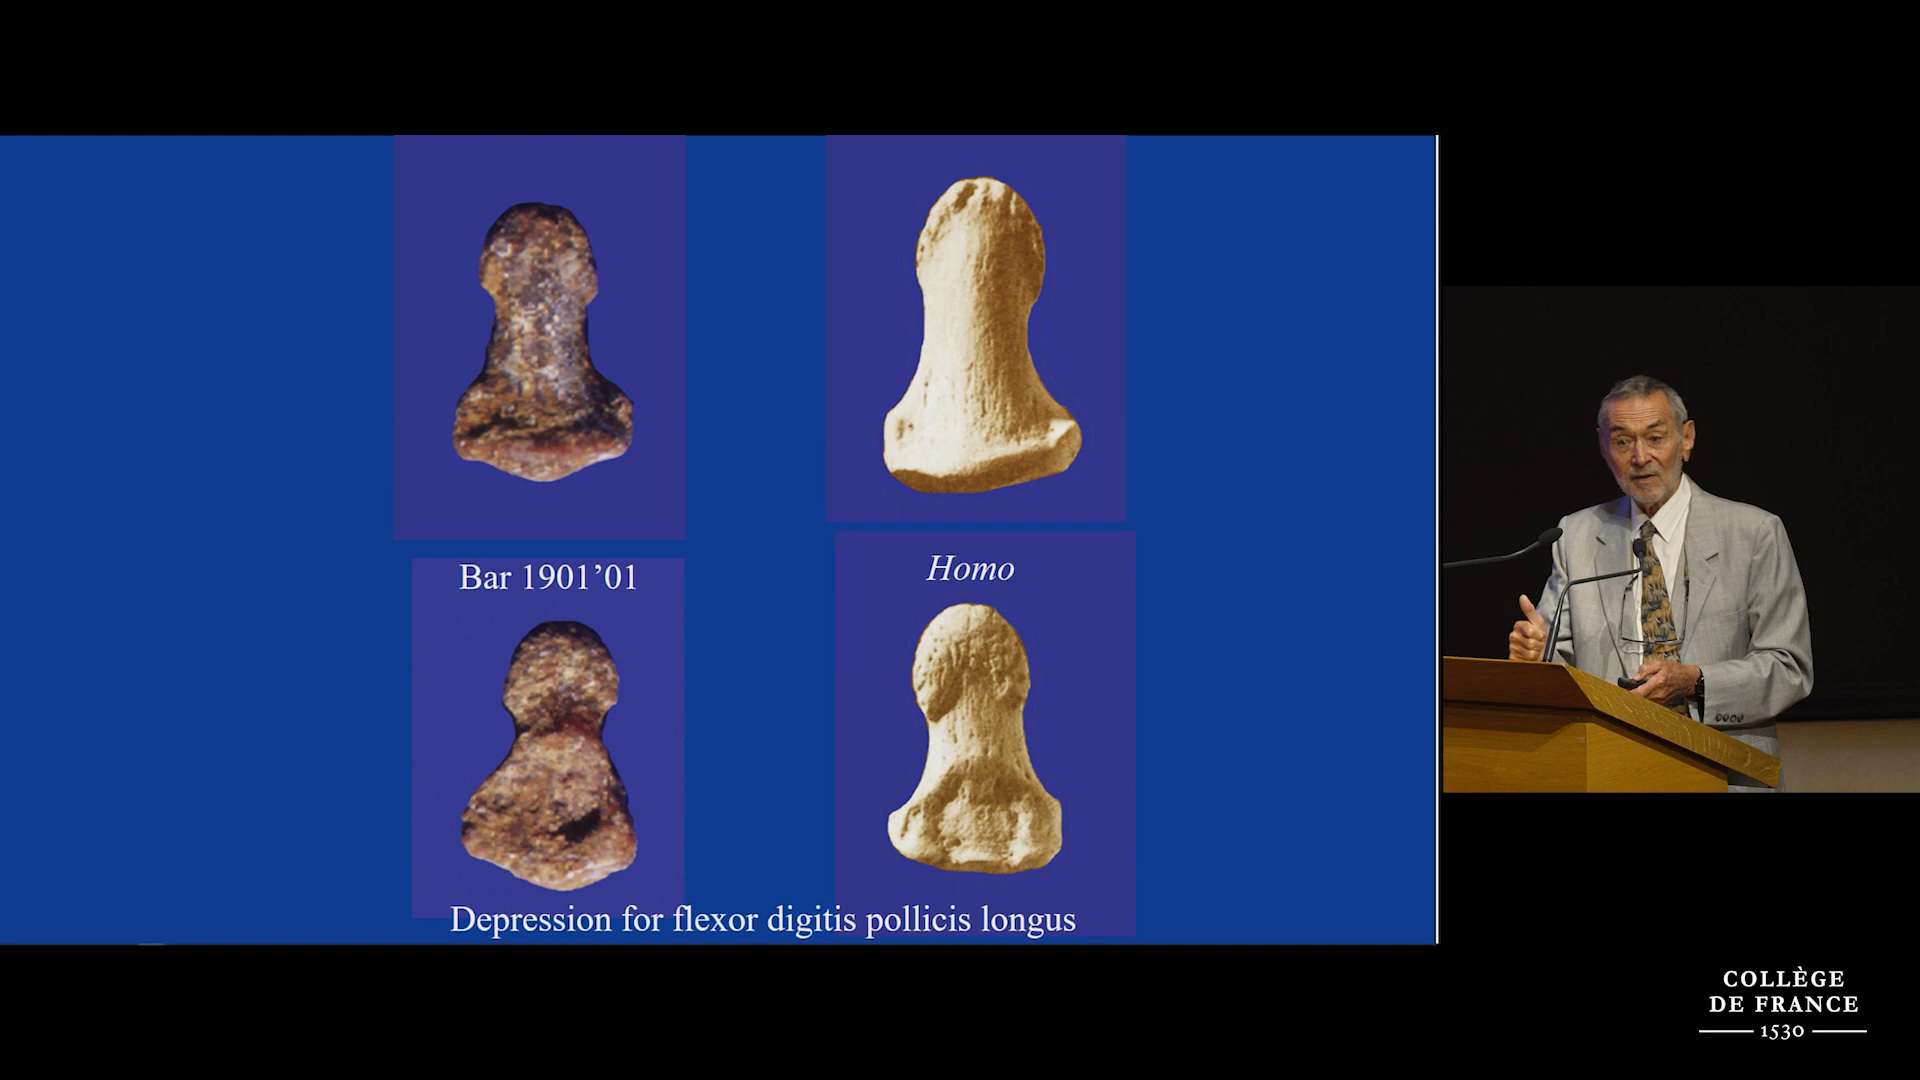 Bar 1901’01
Homo
Depression for flexor digitis pollicis longus
COLLÈGE
DE FRANCE
1530